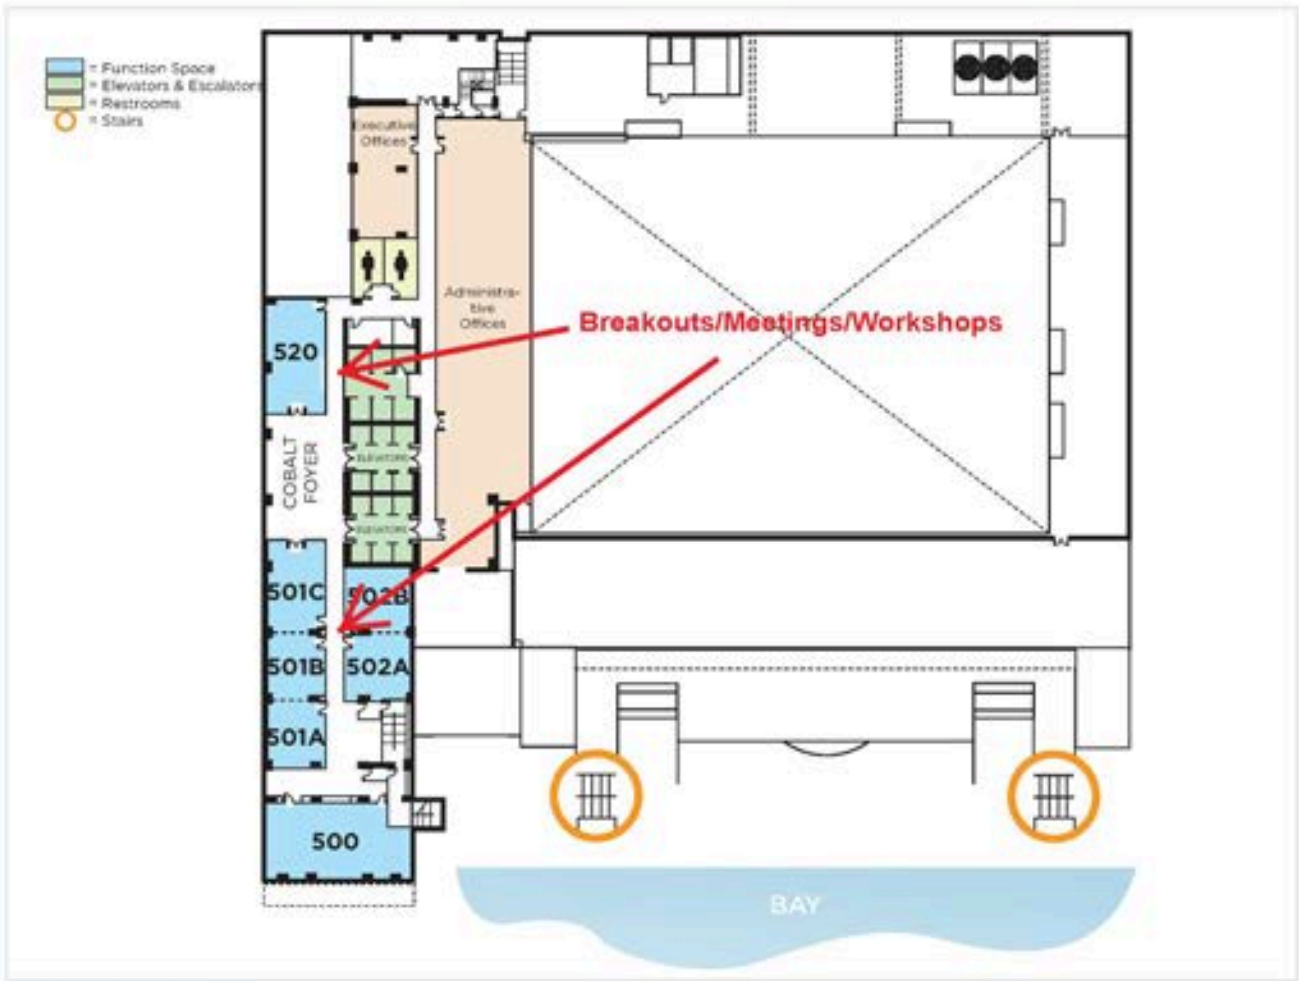 = Function Space
= Elevators & Escalators
= Restrooms
= Stairs
Executive
Offices
Administra-
tive
Offices
Breakouts/Meetings/Workshops
520
COBALT
FOYER
ELEVATORS
ELEVATORS
501C
502B
501B
502A
501A
500
BAY